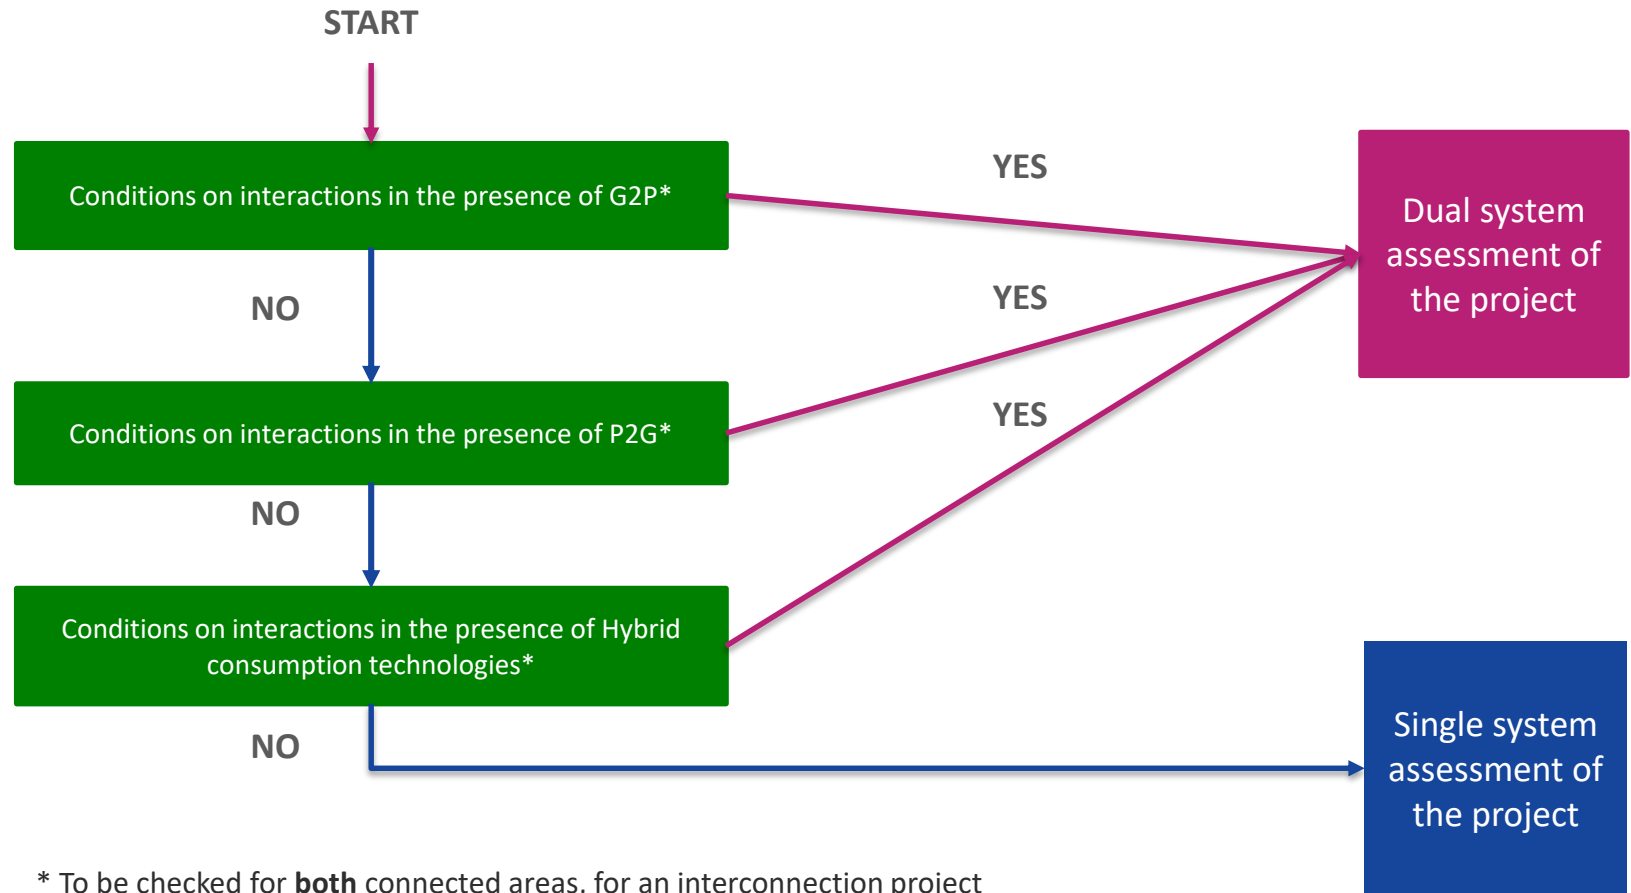 START
Conditions on interactions in the presence of G2P*
YES
Dual system
assessment of
the project
NO
YES
Conditions on interactions in the presence of P2G*
YES
NO
Conditions on interactions in the presence of Hybrid
consumption technologies*
NO
Single system
assessment of
the project
* To be checked for both connected areas, for an interconnection project